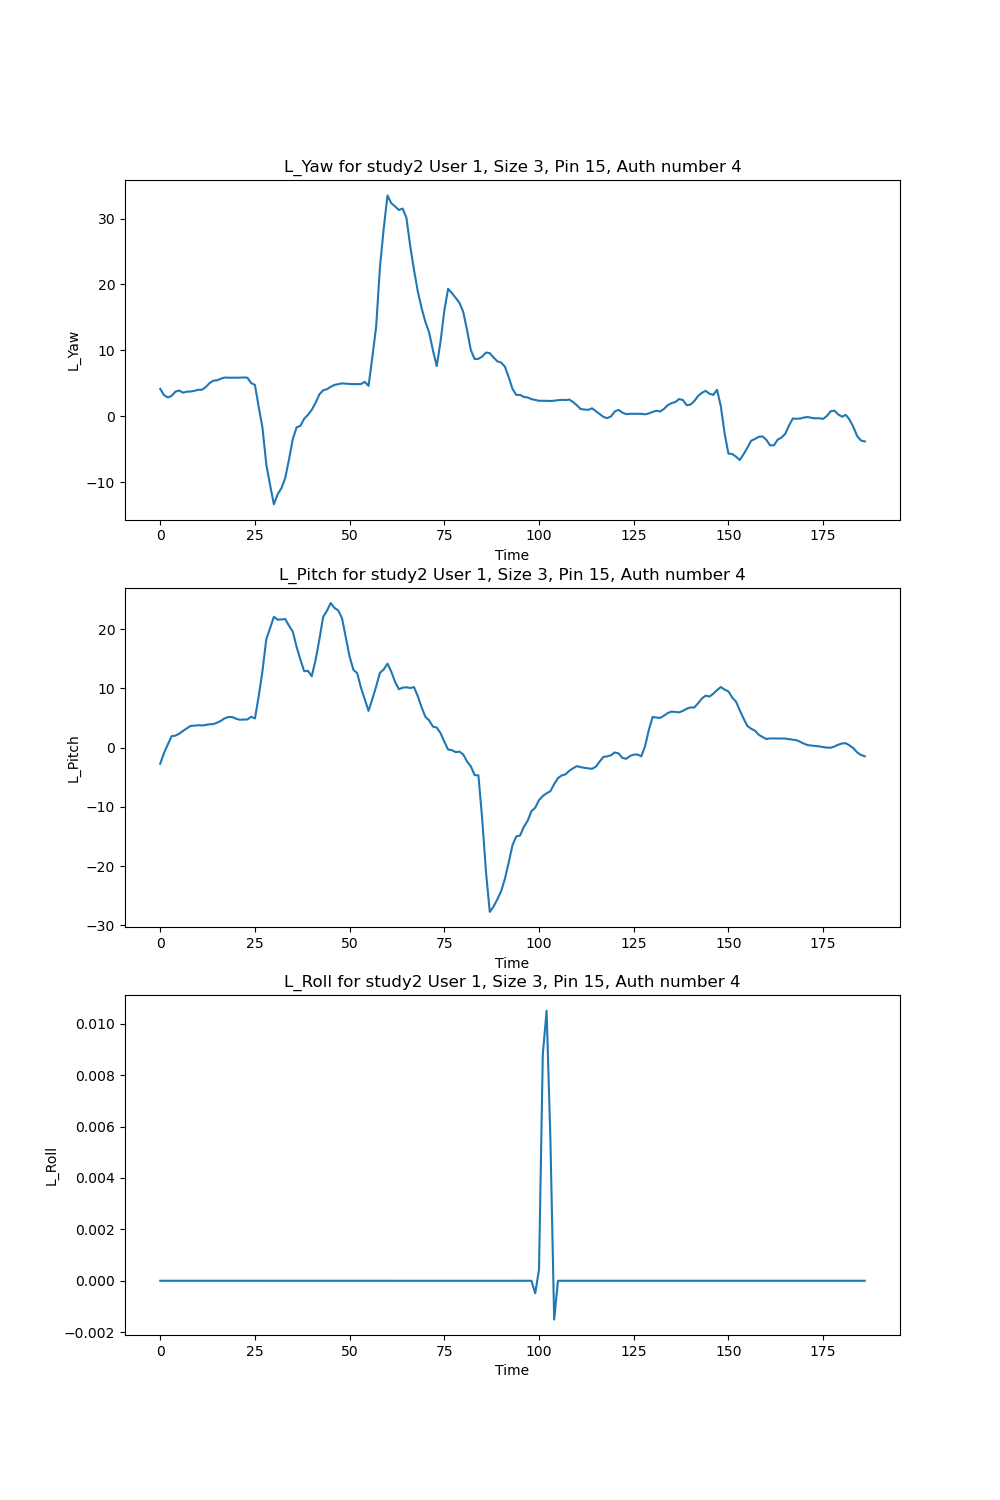 L_Yaw for study2 User 1, Size 3, Pin 15, Auth number 4
30
20
10
0
−10
L_Yaw
0 25 50 75 100 125 150 175
Time
L_Pitch for study2 User 1, Size 3, Pin 15, Auth number 4
20
10
0
−10
−20
−30
L_Pitch
0 25 50 75 100 125 150 175
Time
L_Roll for study2 User 1, Size 3, Pin 15, Auth number 4
0.010
0.008
0.006
0.004
0.002
0.000
−0.002
L_Roll
0 25 50 75 100 125 150 175
Time